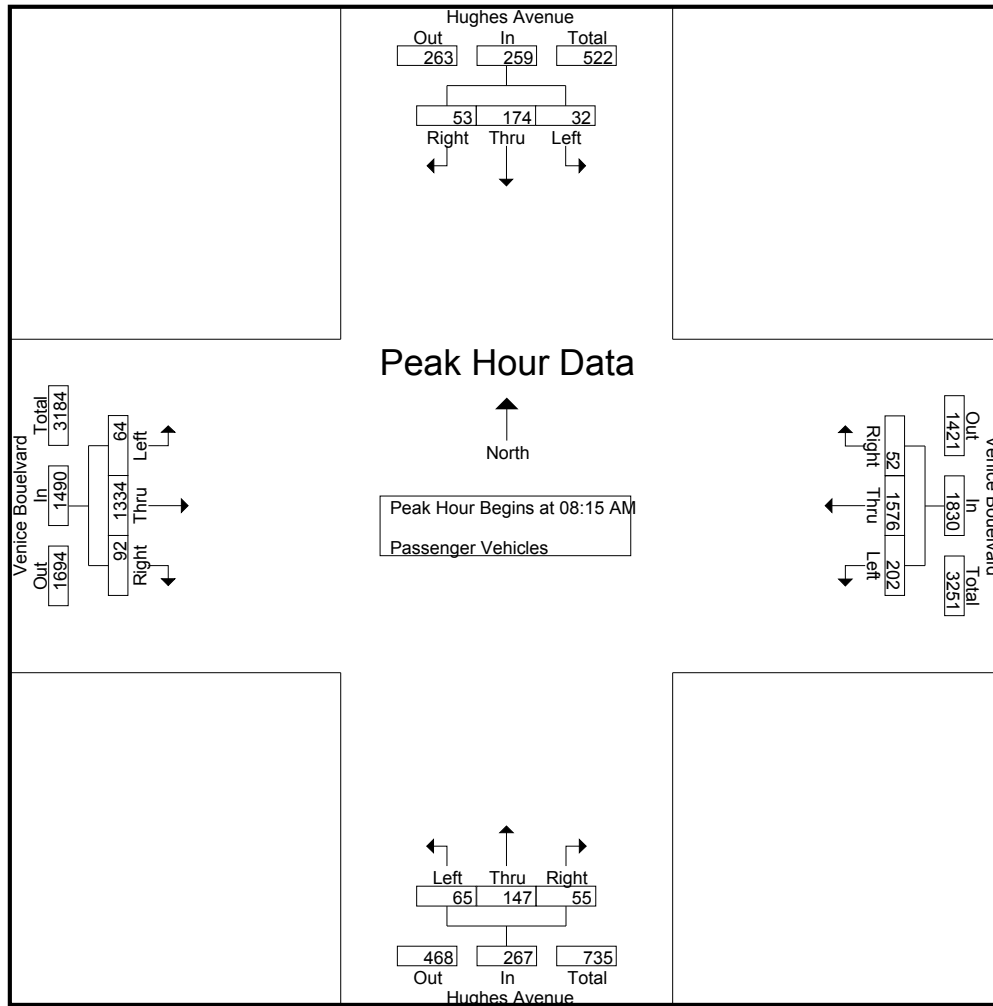 Hughes Avenue
Out In Total
263 259 522
53 174 32
Right Thru Left
Peak Hour Data
North
Peak Hour Begins at 08:15 AM
Passenger Vehicles
Venice Bouelvard
Out In Total
1694 1490 3184
92 1334 64
Right Thru Left
Venice Bouelvard
Out In Total
1421 1830 3251
52 1576 202
Right Thru Left
Left Thru Right
65 147 55
468 267 735
Out In Total
Hughes Avenue